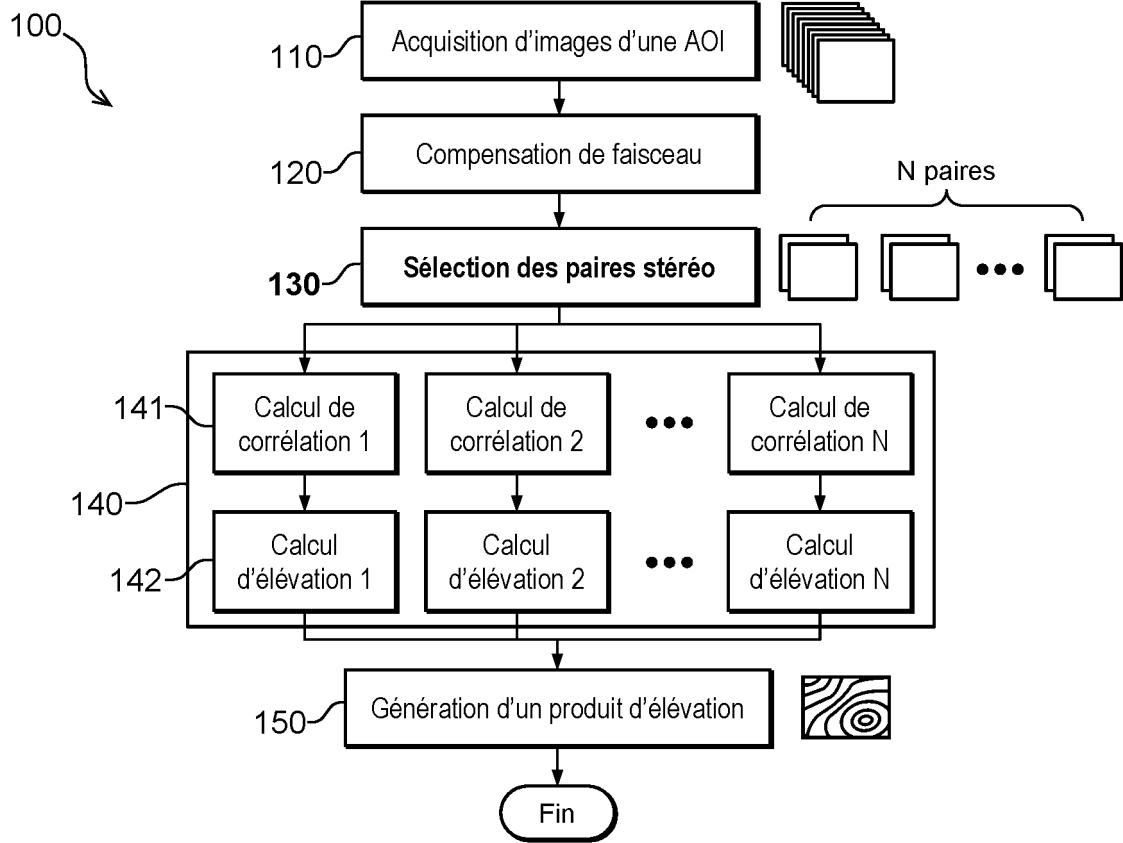 100
110
Acquisition d'images d'une AOI
120
Compensation de faisceau
N paires
130
Sélection des paires stéréo
141
Calcul de
corrélation 1
Calcul de
corrélation 2
Calcul de
corrélation N
140
142
Calcul
d'élévation 1
Calcul
d'élévation 2
Calcul
d'élévation N
150
Génération d'un produit d'élévation
Fin